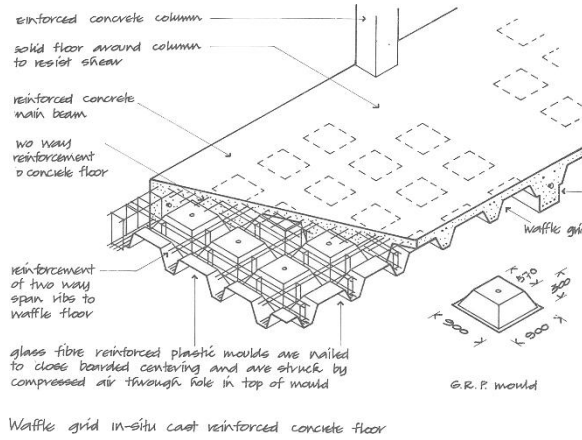 einforced concrete column
solid floor around column
to resist shear
reinforced concrete
main beam
wo way
reinforcement
o concrete floor
waffle grid
reinforcement
of two way
span ribs to
waffle floor
570
300
900
900
glass fibre reinforced plastic moulds are nailed
to close boarded centering and are struck by
compressed air through hole in top of mould
G.R.P. mould
Waffle grid in-situ cast reinforced concrete floor